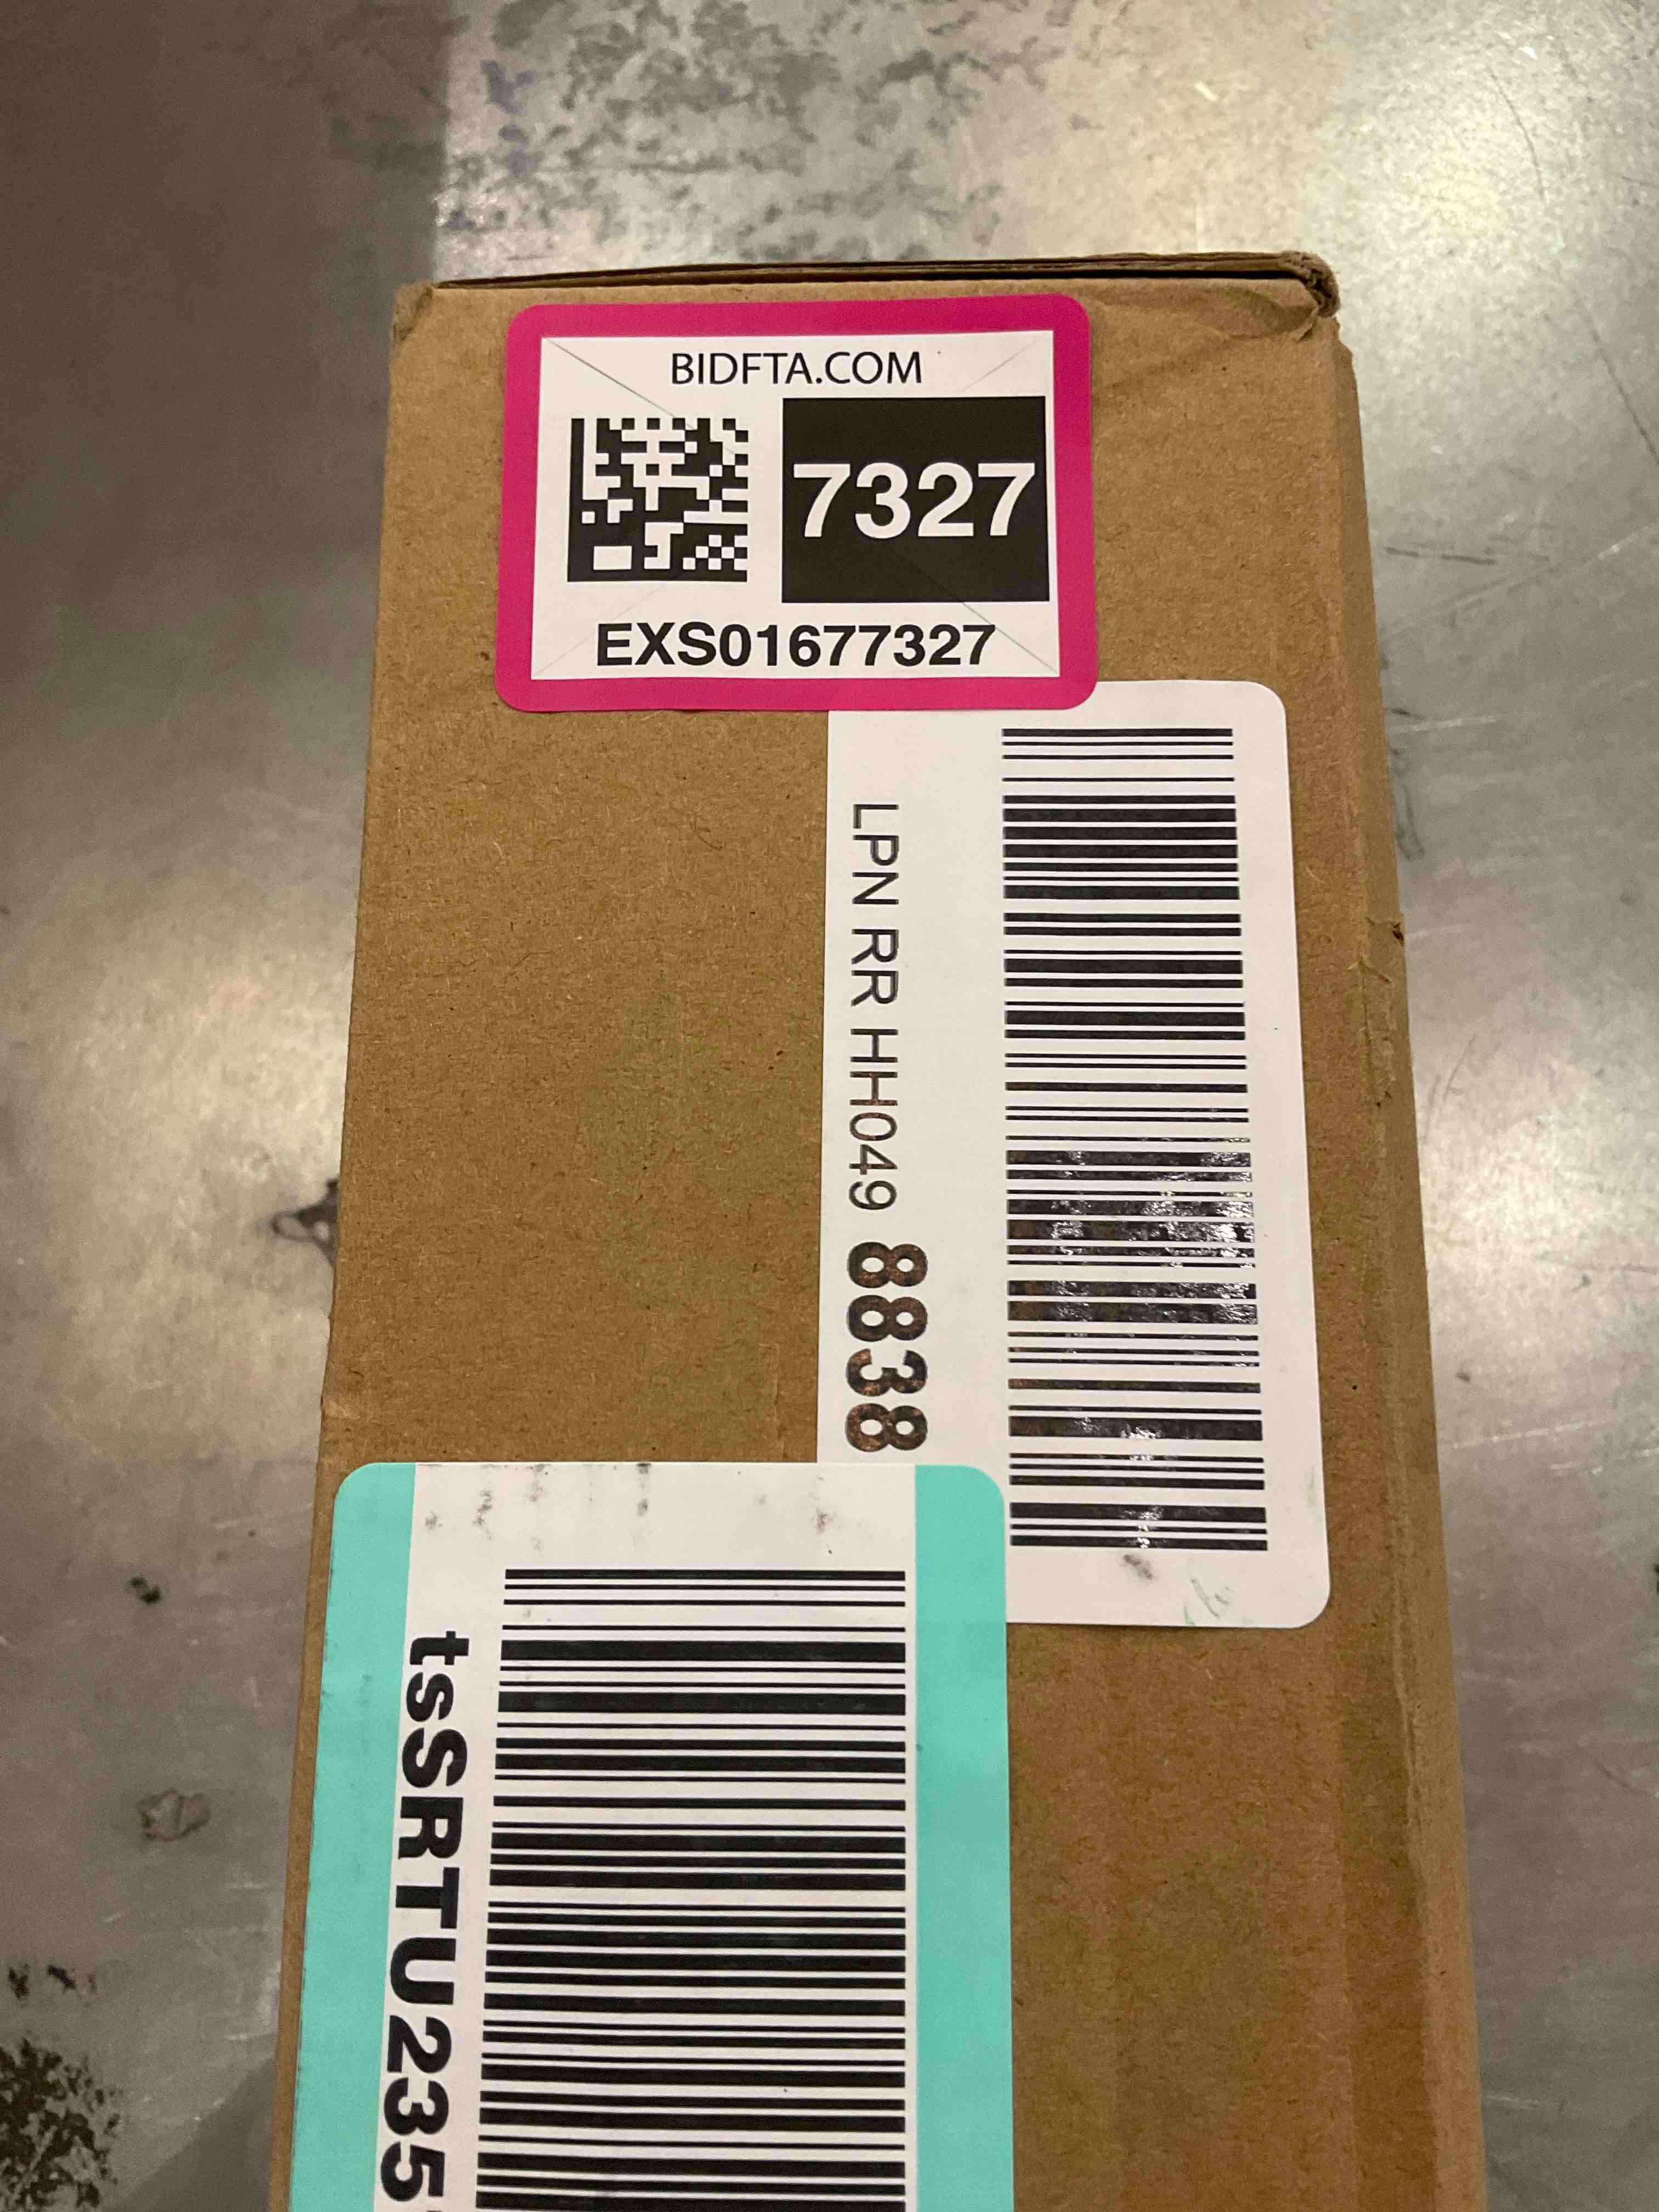 BIDFTA.COM
7327
EXS01677327
LPN RR HH049 8838
tsSRTU235